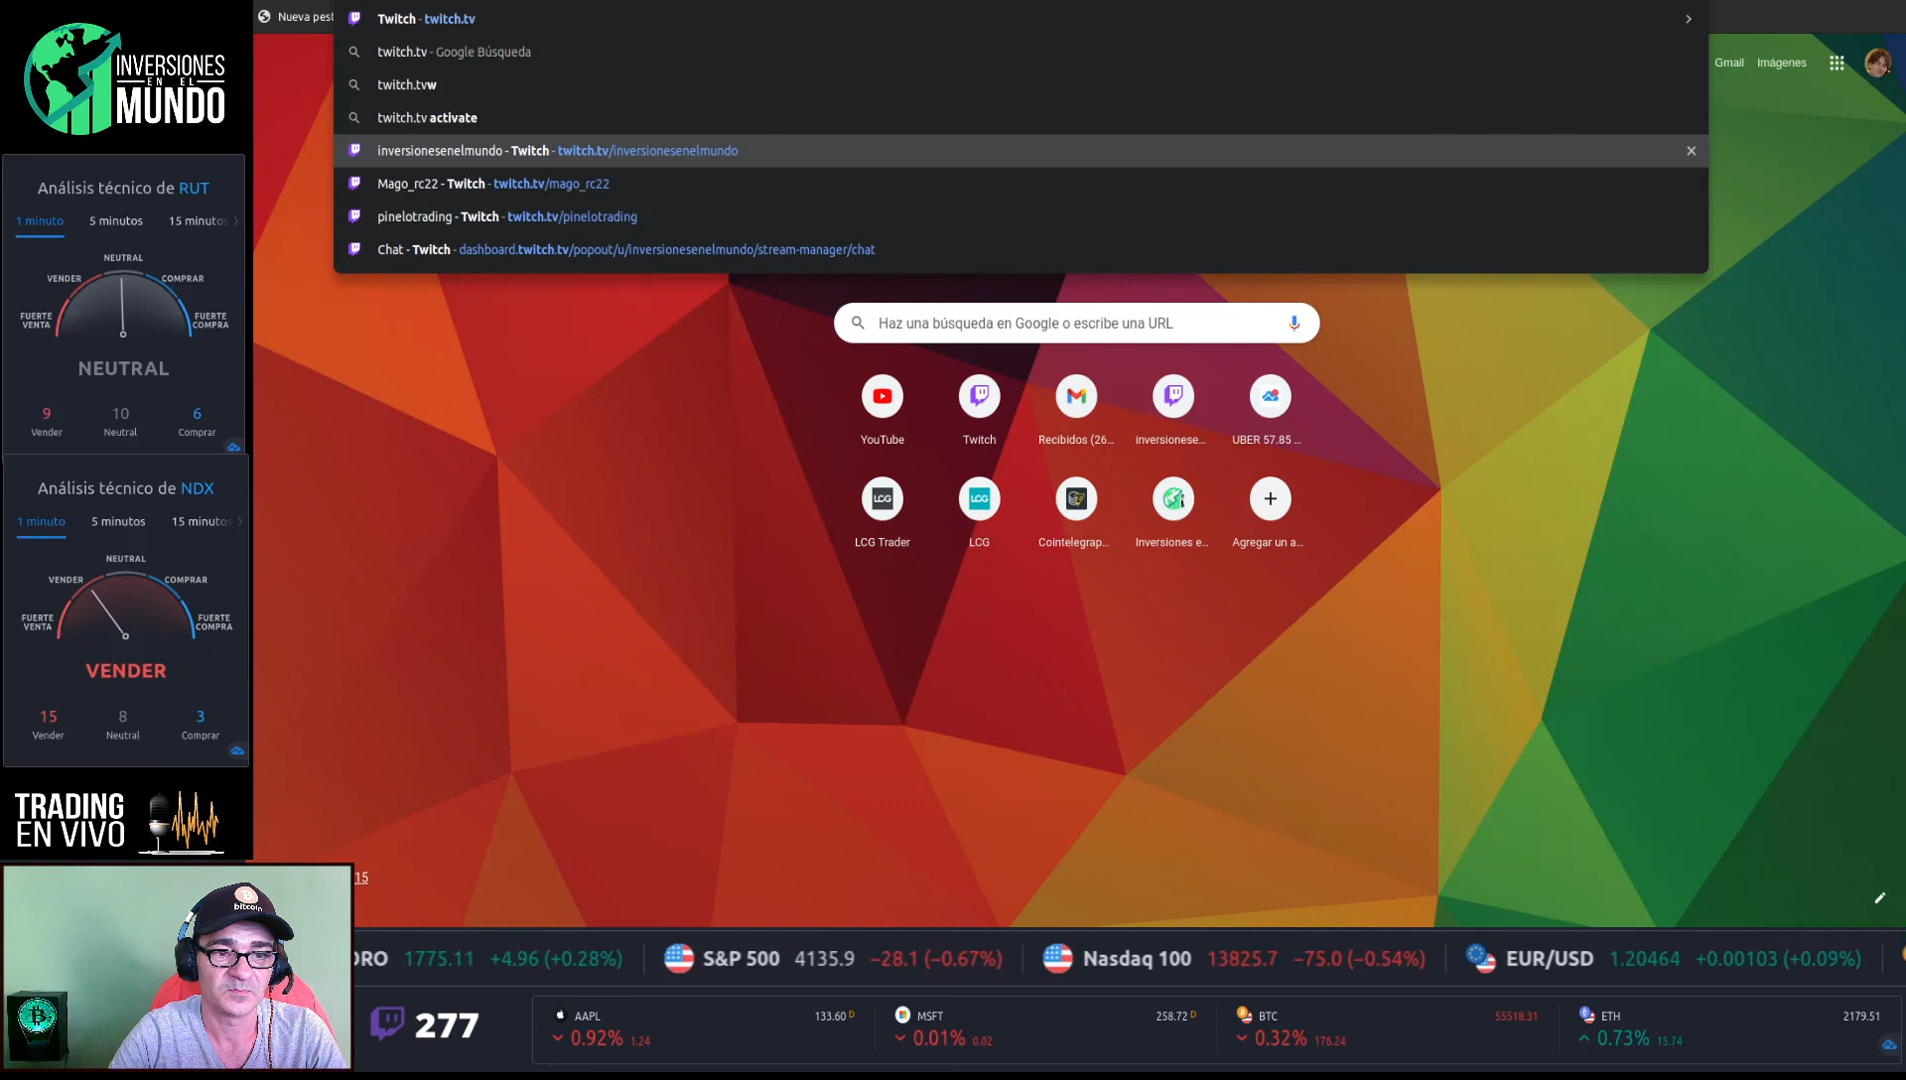 INVERSIONES
EN EL
MUNDO
Análisis técnico de RUT
1 minuto 5 minutos 15 minutos
NEUTRAL
VENDER COMPRAR
FUERTE VENTA FUERTE COMPRA
NEUTRAL
9 10 6
Vender Neutral Comprar
Análisis técnico de NDX
1 minuto 5 minutos 15 minutos
NEUTRAL
VENDER COMPRAR
FUERTE VENTA FUERTE COMPRA
VENDER
15 8 3
Vender Neutral Comprar
TRADING
EN VIVO
bitcoin
Nueva pest
Twitch - twitch.tv
twitch.tv - Google Búsqueda
twitch.tvw
twitch.tv activate
inversionesenelmundo - Twitch - twitch.tv/inversionesenelmundo
Mago_rc22 - Twitch - twitch.tv/mago_rc22
pinelotrading - Twitch - twitch.tv/pinelotrading
Chat - Twitch - dashboard.twitch.tv/popout/u/inversionesenelmundo/stream-manager/chat
Gmail Imágenes
Haz una búsqueda en Google o escribe una URL
YouTube Twitch Recibidos (26... inversionese... UBER 57.85 ...
LCG LCG
LCG Trader LCG Cointelegrap... Inversiones e... Agregar un a...
15
ORO 1775.11 +4.96 (+0.28%) S&P 500 4135.9 −28.1 (−0.67%) Nasdaq 100 13825.7 −75.0 (−0.54%) EUR/USD 1.20464 +0.00103 (+0.09%)
277
AAPL 133.60 D MSFT 258.72 D BTC 55518.31 ETH 2179.51
0.92% 1.24 0.01% 0.02 0.32% 176.24 0.73% 15.74